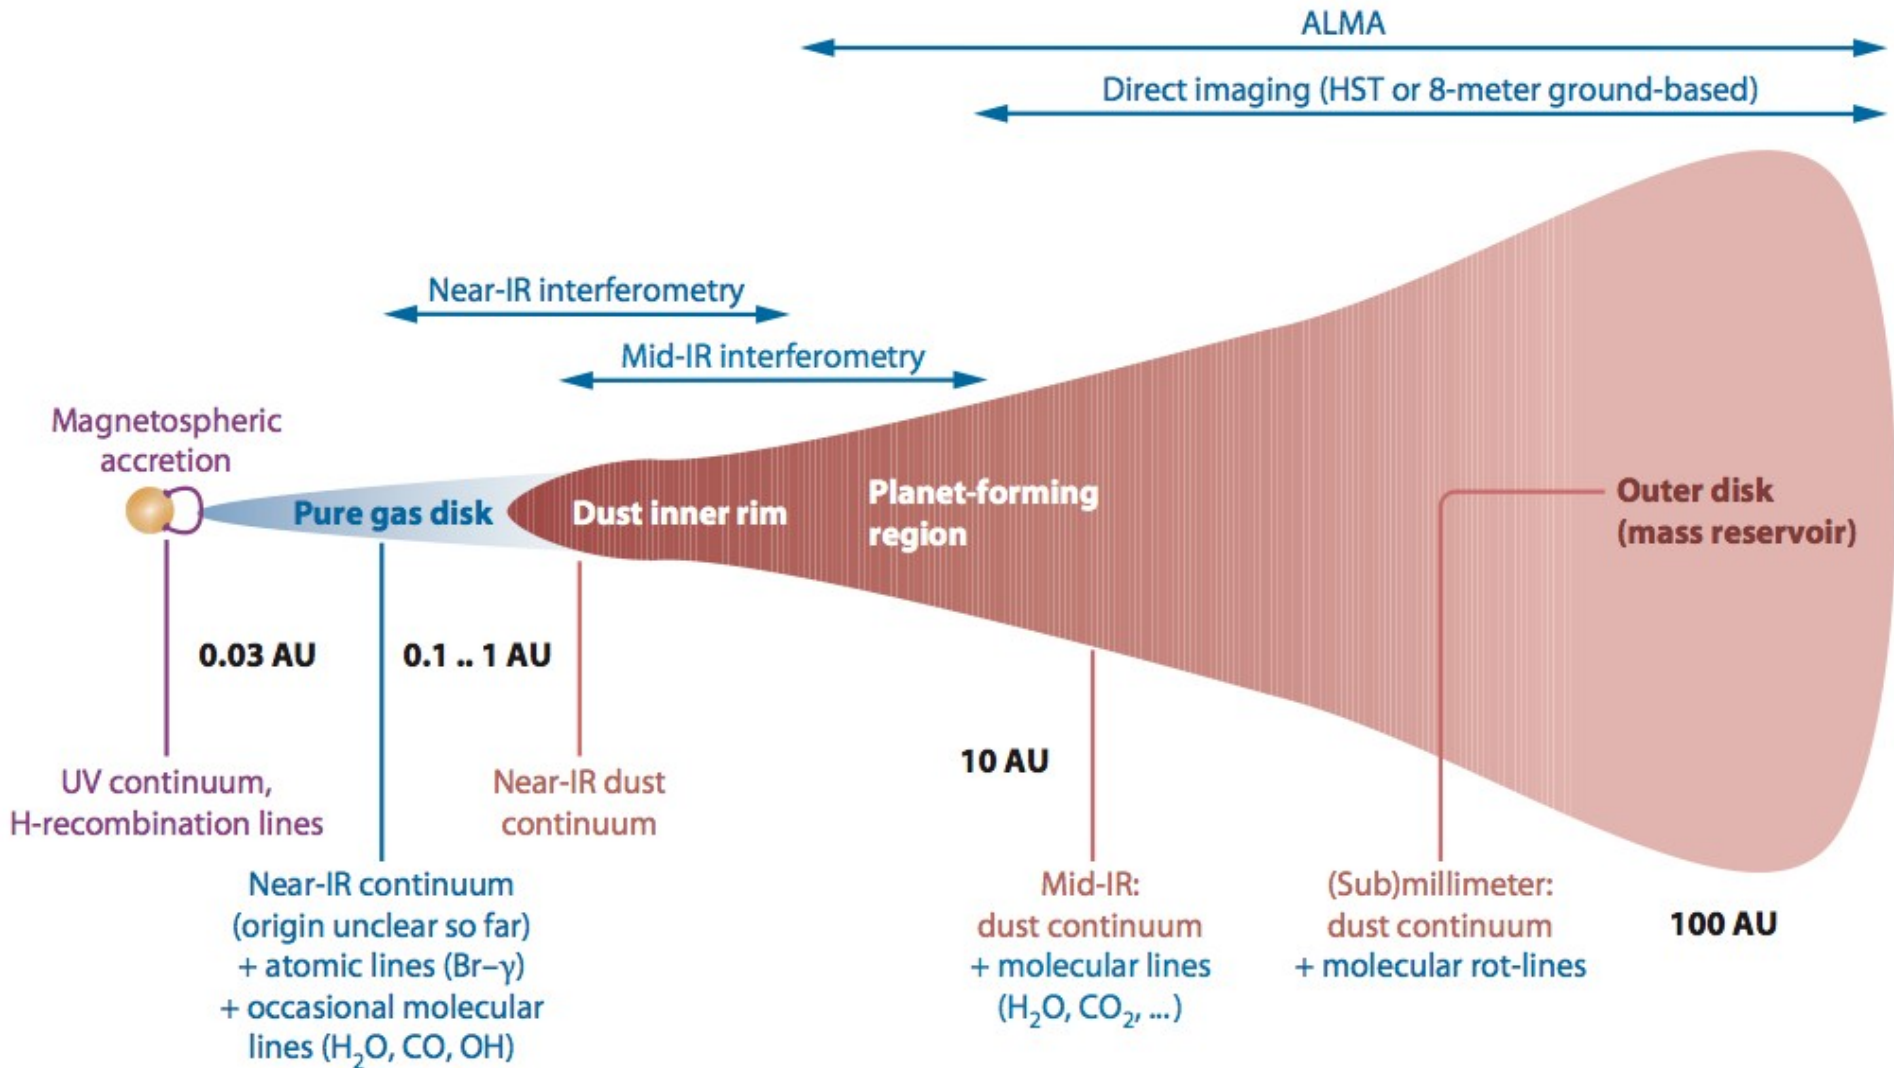 ALMA
Direct imaging (HST or 8-meter ground-based)
Near-IR interferometry
Mid-IR interferometry
Magnetospheric
accretion
Pure gas disk
Dust inner rim
Planet-forming
region
Outer disk
(mass reservoir)
0.03 AU
0.1 .. 1 AU
10 AU
100 AU
UV continuum,
H-recombination lines
Near-IR dust
continuum
Near-IR continuum
(origin unclear so far)
+ atomic lines (Br–γ)
+ occasional molecular
lines (H₂O, CO, OH)
Mid-IR:
dust continuum
+ molecular lines
(H₂O, CO₂, ...)
(Sub)millimeter:
dust continuum
+ molecular rot-lines